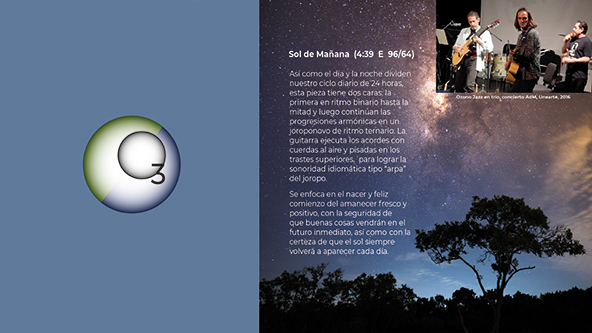 O3
Sol de Mañana (4:39 E 96/64)
Así como el dia y la noche dividen
nuestro ciclo diario de 24 horas,
esta pieza tiene dos caras: la
primera en ritmo binario hasta la
mitad y luego continúan las
progresiones armónicas en un
joroponovo de ritmo ternario. La
guitarra ejecuta los acordes con
cuerdas al aire y pisadas en los
trastes superiores, para lograr la
sonoridad idiomática tipo “arpa”
del joropo.
Se enfoca en el nacer y feliz
comienzo del amanecer fresco y
positivo, con la seguridad de
que buenas cosas vendrán en el
futuro inmediato, así como con la
certeza de que el sol siempre
volverá a aparecer cada día.
Ozono Jazz en trío, concierto AdM, Unearte, 2016